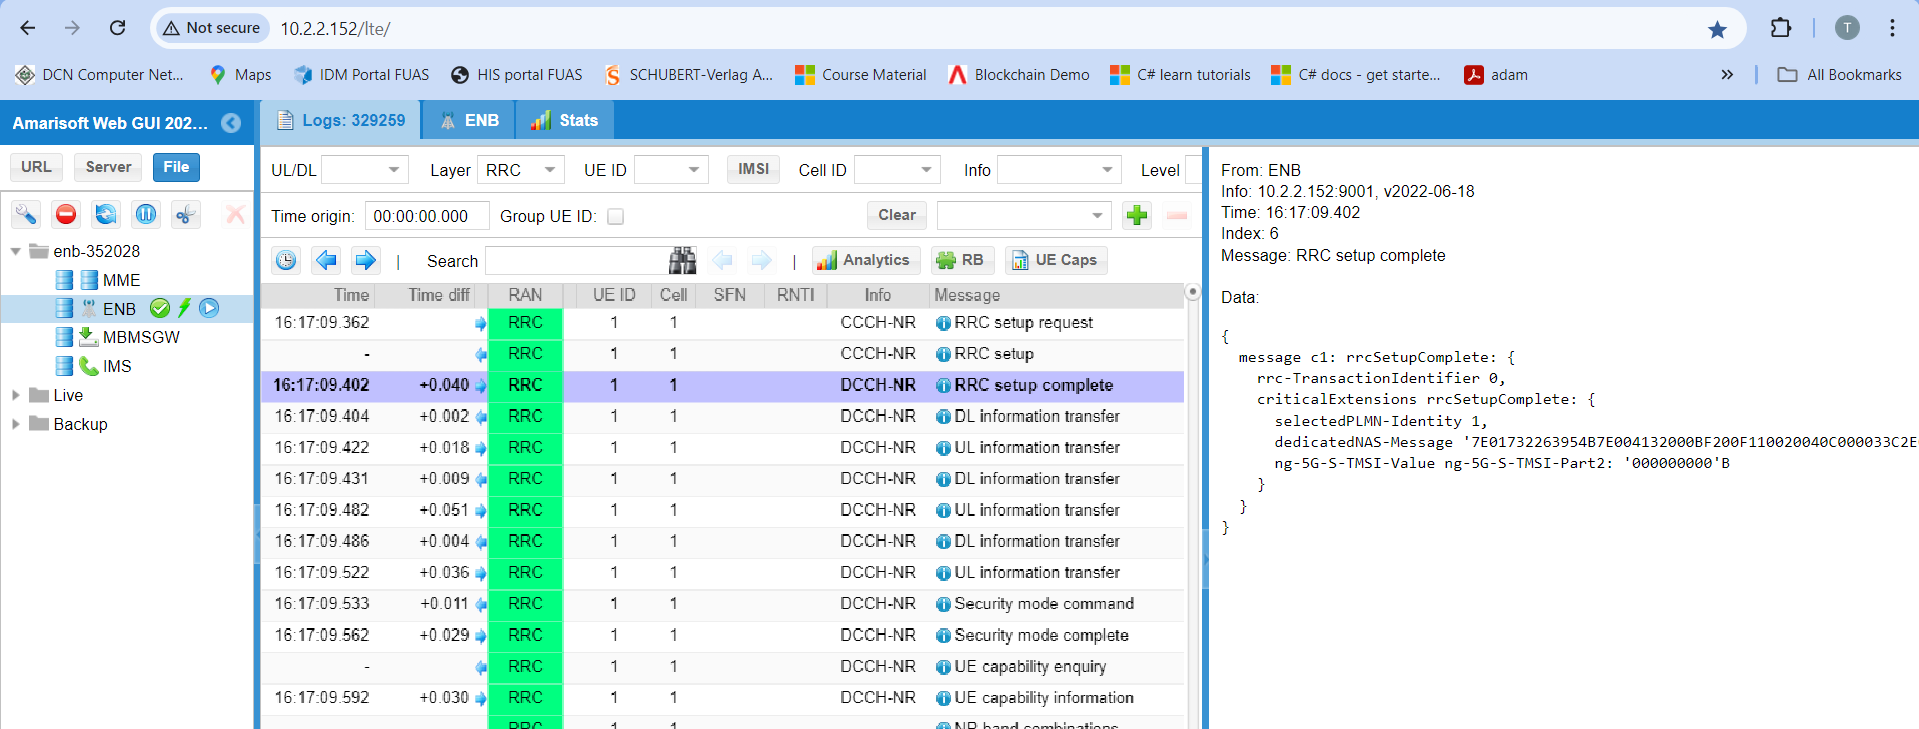 Not secure 10.2.2.152/lte/ T
DCN Computer Net... Maps IDM Portal FUAS HIS portal FUAS SCHUBERT-Verlag A... Course Material Blockchain Demo C# learn tutorials C# docs - get starte... adam » All Bookmarks
Amarisoft Web GUI 202... Logs: 329259 ENB Stats
URL Server File
enb-352028
MME
ENB
MBMSGW
IMS
Live
Backup
UL/DL Layer RRC UE ID IMSI Cell ID Info Level
Time origin: 00:00:00.000 Group UE ID: Clear
| Search | Analytics RB UE Caps
Time Time diff RAN UE ID Cell SFN RNTI Info Message
16:17:09.362 RRC 1 1 CCCH-NR RRC setup request
- RRC 1 1 CCCH-NR RRC setup
16:17:09.402 +0.040 RRC 1 1 DCCH-NR RRC setup complete
16:17:09.404 +0.002 RRC 1 1 DCCH-NR DL information transfer
16:17:09.422 +0.018 RRC 1 1 DCCH-NR UL information transfer
16:17:09.431 +0.009 RRC 1 1 DCCH-NR DL information transfer
16:17:09.482 +0.051 RRC 1 1 DCCH-NR UL information transfer
16:17:09.486 +0.004 RRC 1 1 DCCH-NR DL information transfer
16:17:09.522 +0.036 RRC 1 1 DCCH-NR UL information transfer
16:17:09.533 +0.011 RRC 1 1 DCCH-NR Security mode command
16:17:09.562 +0.029 RRC 1 1 DCCH-NR Security mode complete
- RRC 1 1 DCCH-NR UE capability enquiry
16:17:09.592 +0.030 RRC 1 1 DCCH-NR UE capability information
RRC NR band combinations
From: ENB
Info: 10.2.2.152:9001, v2022-06-18
Time: 16:17:09.402
Index: 6
Message: RRC setup complete
Data:
{
message c1: rrcSetupComplete: {
rrc-TransactionIdentifier 0,
criticalExtensions rrcSetupComplete: {
selectedPLMN-Identity 1,
dedicatedNAS-Message '7E01732263954B7E004132000BF200F110020040C000033C2E
ng-5G-S-TMSI-Value ng-5G-S-TMSI-Part2: '000000000'B
}
}
}